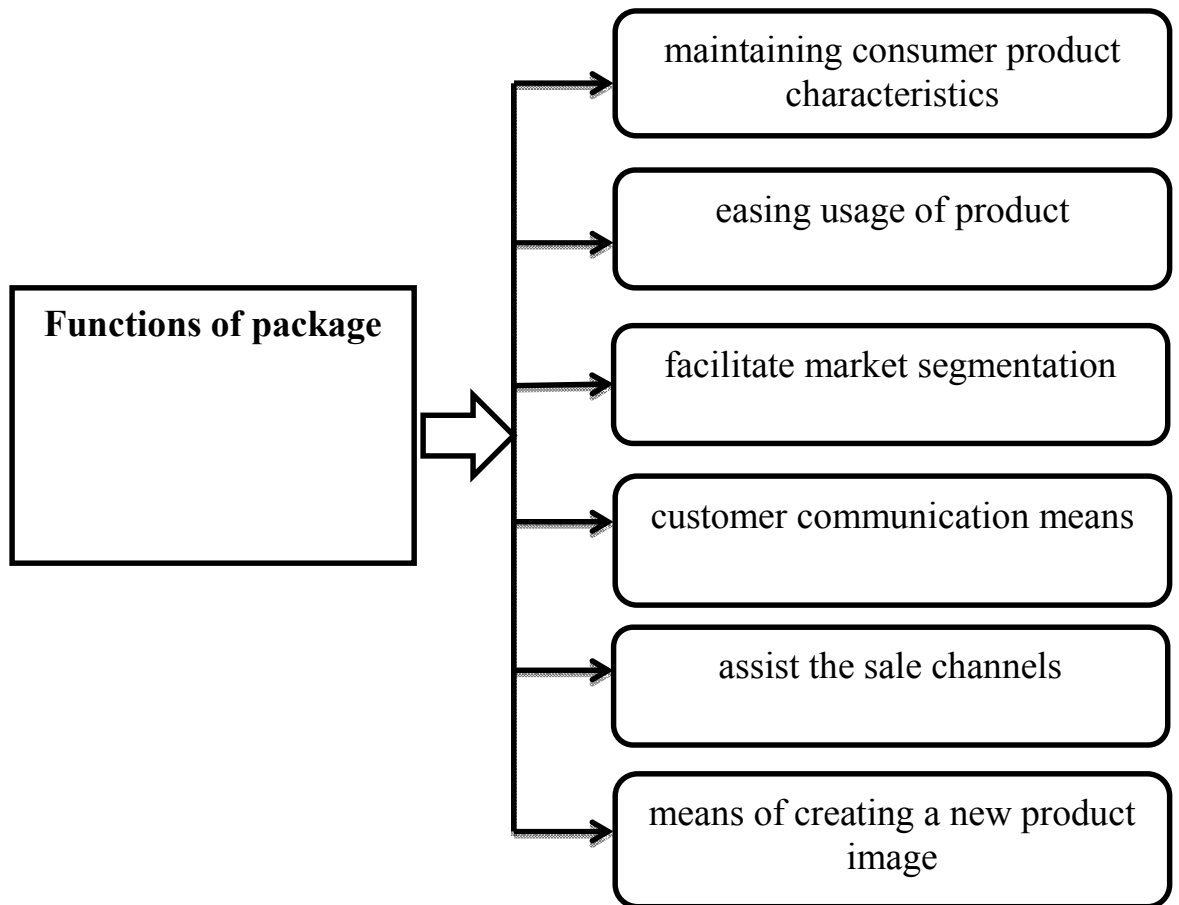 Functions of package
maintaining consumer product
characteristics
easing usage of product
facilitate market segmentation
customer communication means
assist the sale channels
means of creating a new product
image